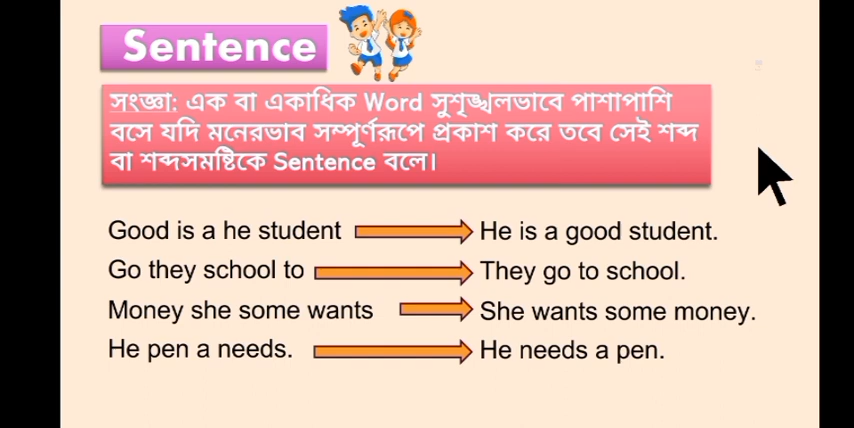 Sentence
সংজ্ঞা: এক বা একাধিক Word সুশৃঙ্খলভাবে পাশাপাশি
বসে যদি মনেরভাব সম্পূর্ণরূপে প্রকাশ করে তবে সেই শব্দ
বা শব্দসমষ্টিকে Sentence বলে।
Good is a he student He is a good student.
Go they school to They go to school.
Money she some wants She wants some money.
He pen a needs. He needs a pen.